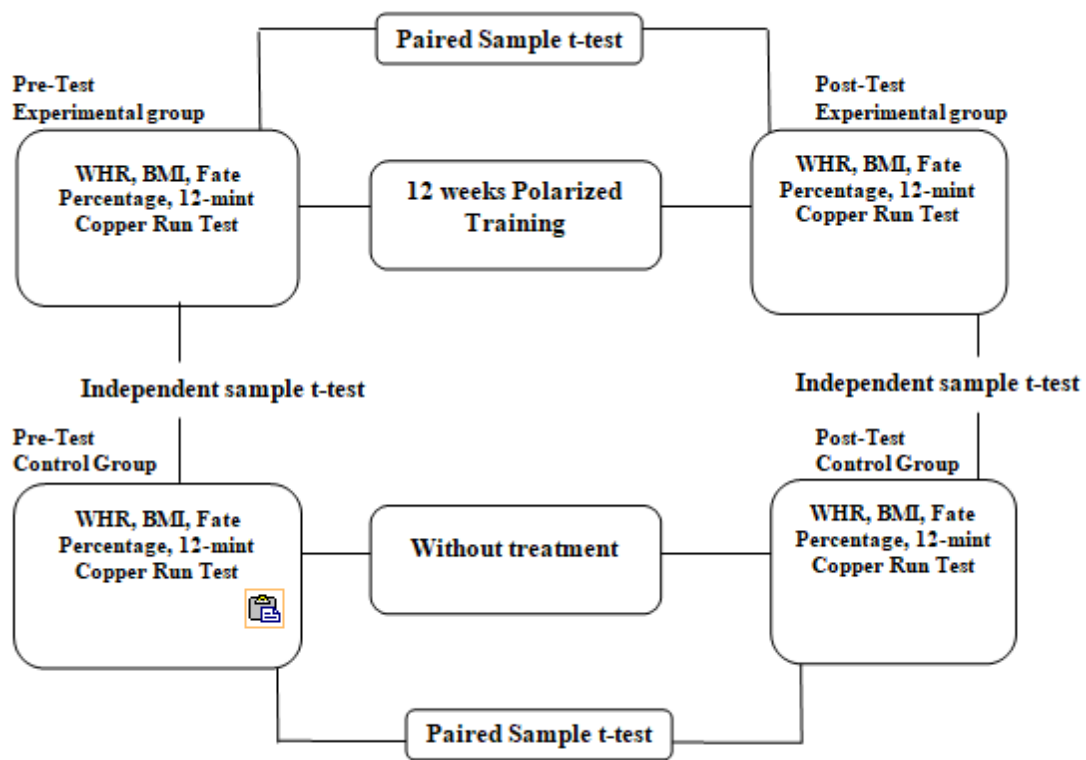 Paired Sample t-test
Pre-Test
Experimental group
Post-Test
Experimental group
WHR, BMI, Fate
Percentage, 12-mint
Copper Run Test
12 weeks Polarized
Training
WHR, BMI, Fate
Percentage, 12-mint
Copper Run Test
Independent sample t-test
Independent sample t-test
Pre-Test
Control Group
Post-Test
Control Group
WHR, BMI, Fate
Percentage, 12-mint
Copper Run Test
Without treatment
WHR, BMI, Fate
Percentage, 12-mint
Copper Run Test
Paired Sample t-test